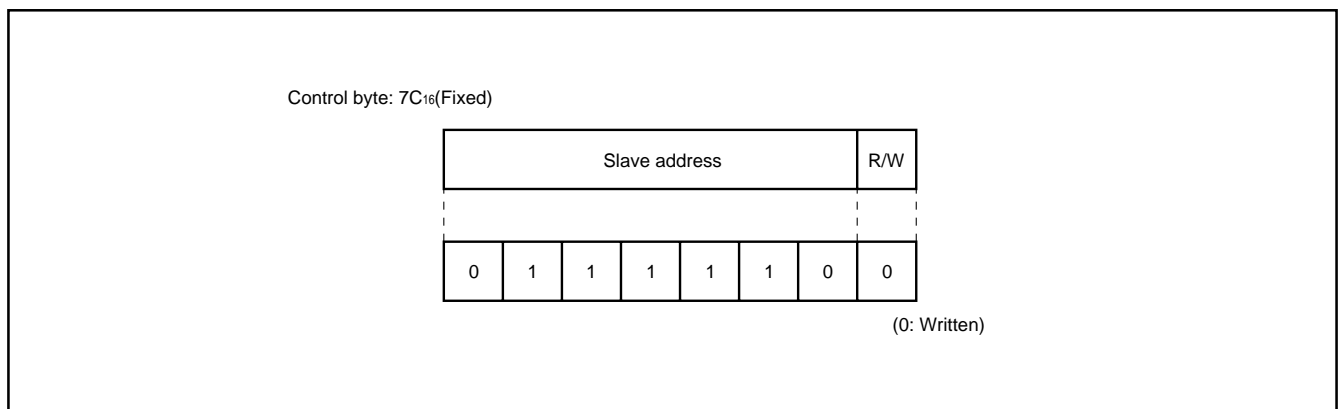 Control byte: 7C16(Fixed)
Slave address R/W
0 1 1 1 1 1 0 0
(0: Written)